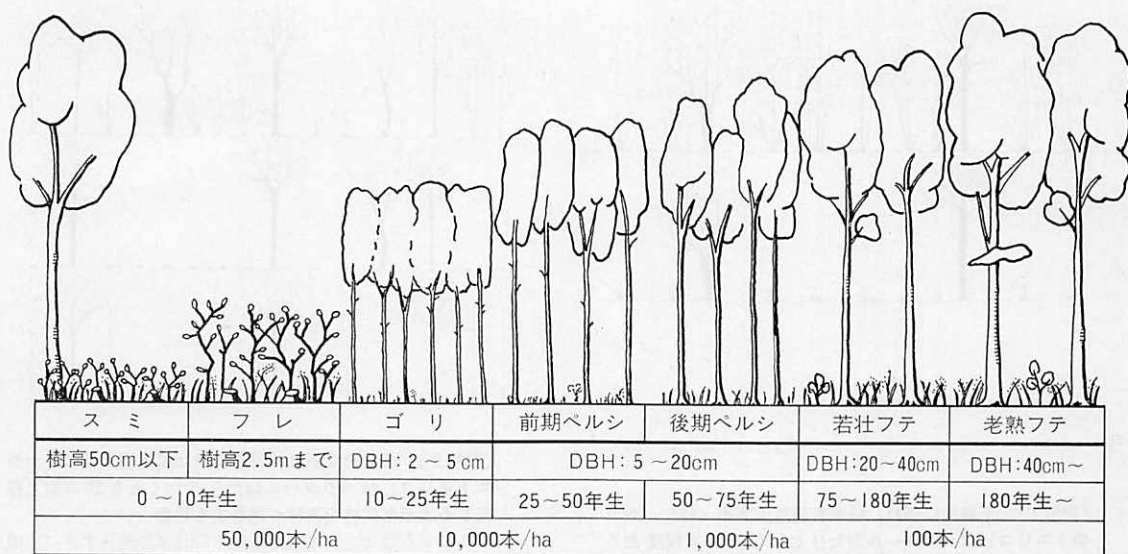 スミ フレ ゴリ 前期ペルシ 後期ペルシ 若壮フテ 老熟フテ
樹高50cm以下 樹高2.5mまで DBH:2～5cm DBH:5～20cm DBH:20～40cm DBH:40cm～
0～10年生 10～25年生 25～50年生 50～75年生 75～180年生 180年生～
50,000本/ha 10,000本/ha 1,000本/ha 100本/ha